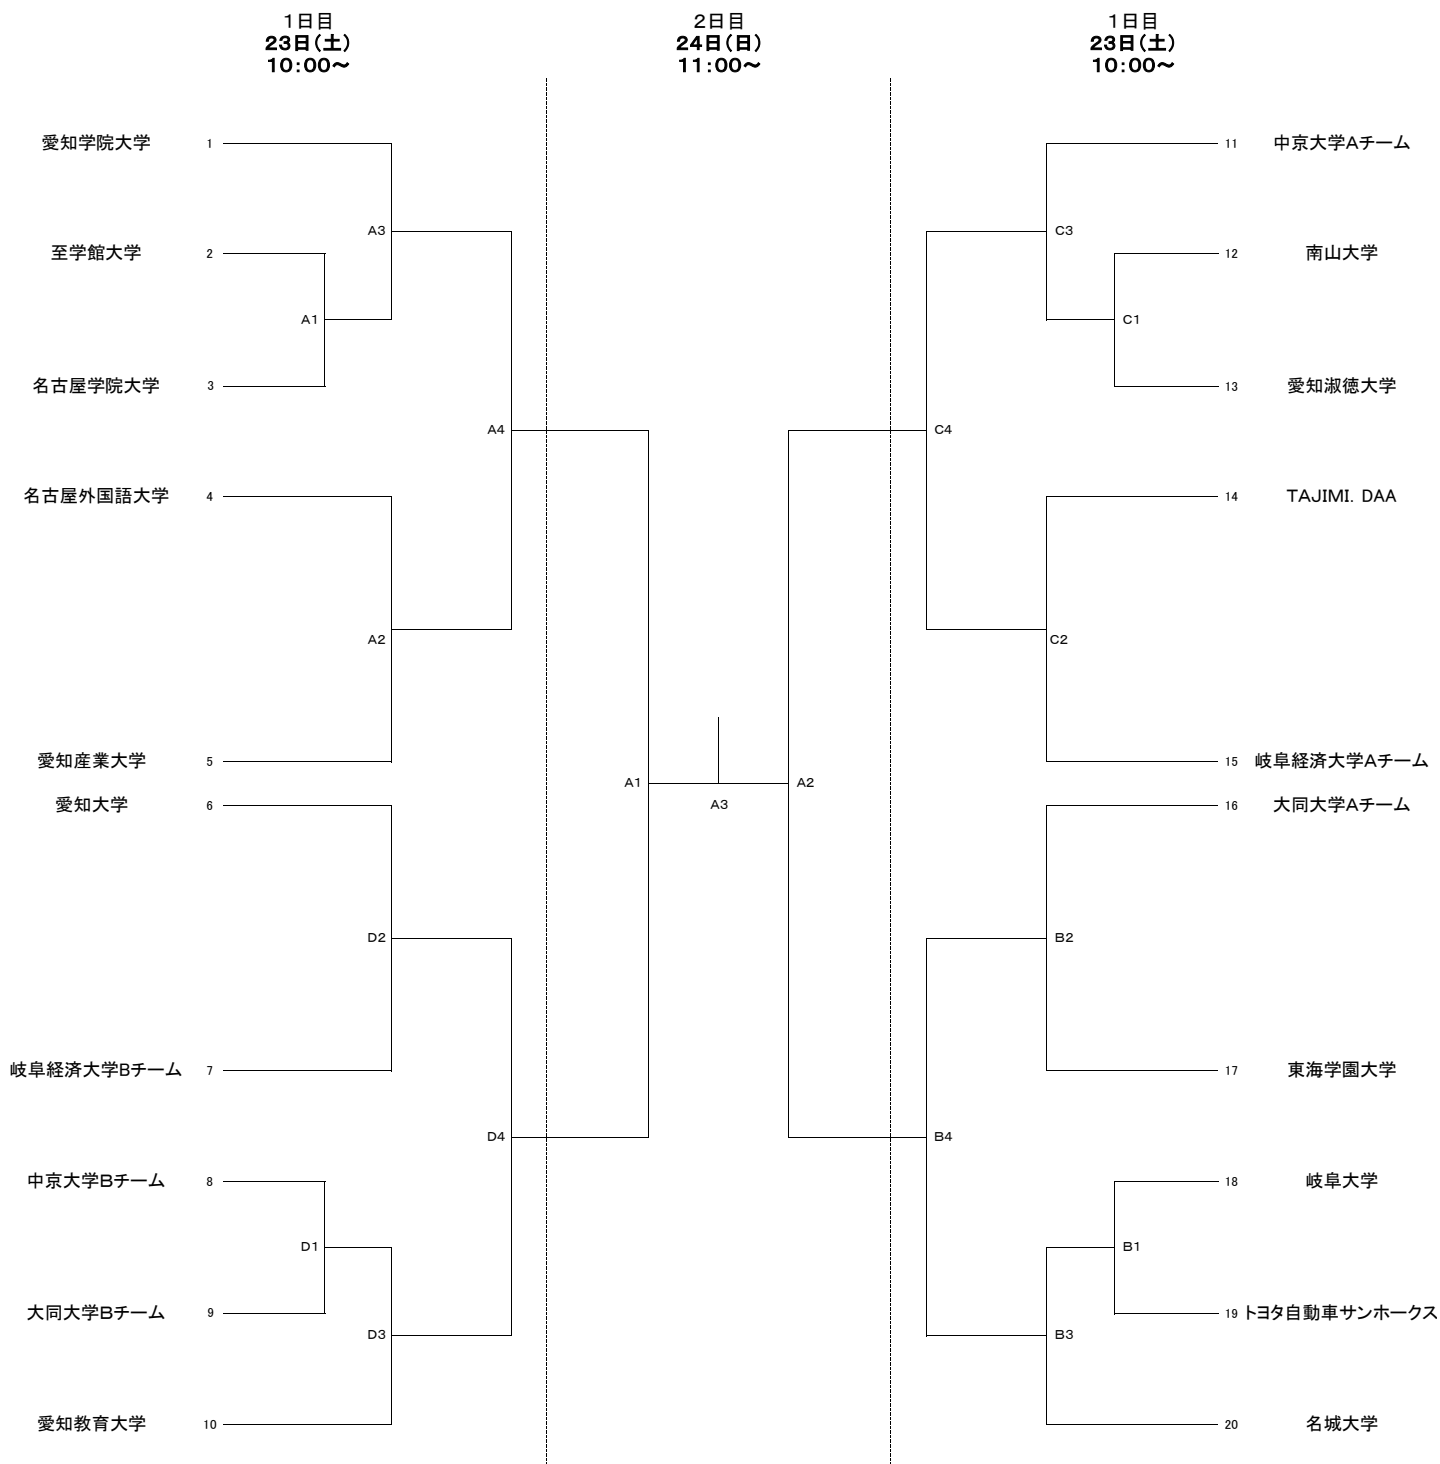 1日目
23日(土)
10:00～
2日目
24日(日)
11:00～
1日目
23日(土)
10:00～
愛知学院大学 1
11 中京大学Aチーム
A3
C3
至学館大学 2
12 南山大学
A1
C1
名古屋学院大学 3
13 愛知淑徳大学
A4
C4
名古屋外国語大学 4
14 TAJIMI. DAA
A2
C2
愛知産業大学 5
15 岐阜経済大学Aチーム
A1
A2
愛知大学 6
A3
16 大同大学Aチーム
D2
B2
岐阜経済大学Bチーム 7
17 東海学園大学
D4
B4
中京大学Bチーム 8
18 岐阜大学
D1
B1
大同大学Bチーム 9
19 トヨタ自動車サンホークス
D3
B3
愛知教育大学 10
20 名城大学